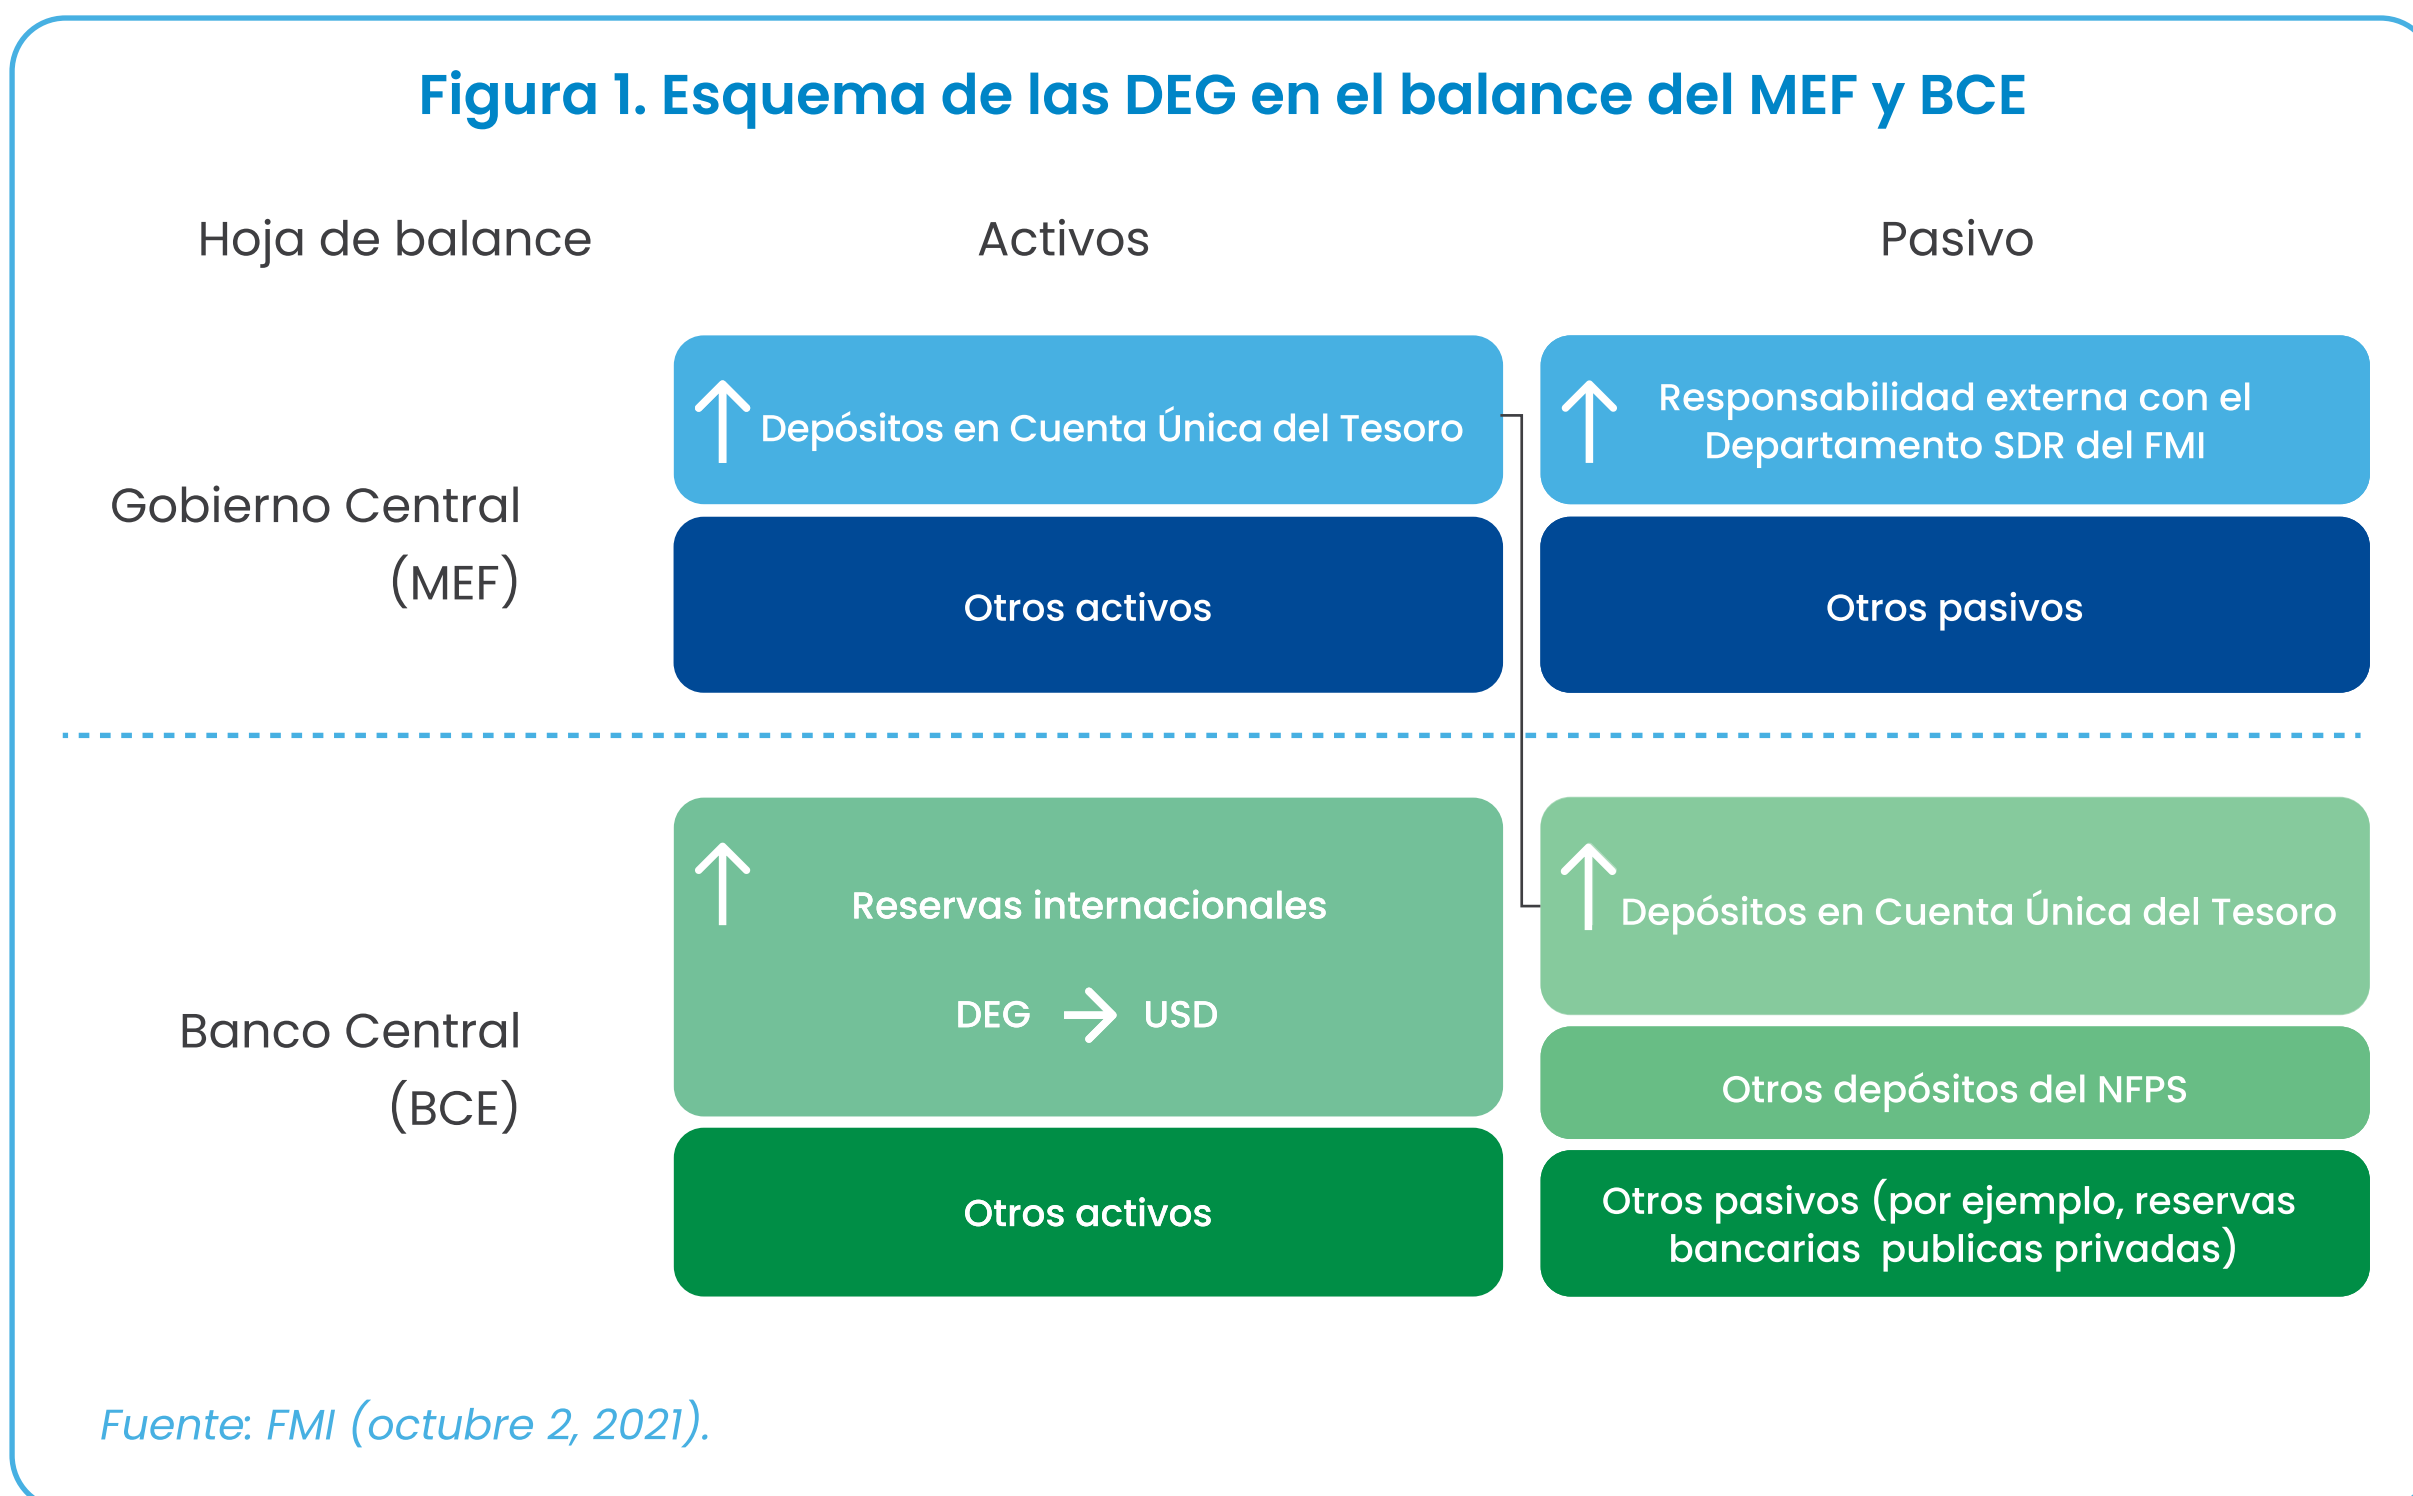 Figura 1. Esquema de las DEG en el balance del MEF y BCE
Hoja de balance
Activos
Pasivo
Gobierno Central
(MEF)
Depósitos en Cuenta Única del Tesoro
Responsabilidad externa con el
Departamento SDR del FMI
Otros activos
Otros pasivos
Banco Central
(BCE)
Reservas internacionales
DEG → USD
Otros activos
Depósitos en Cuenta Única del Tesoro
Otros depósitos del NFPS
Otros pasivos (por ejemplo, reservas
bancarias  publicas privadas)
Fuente: FMI (octubre 2, 2021).